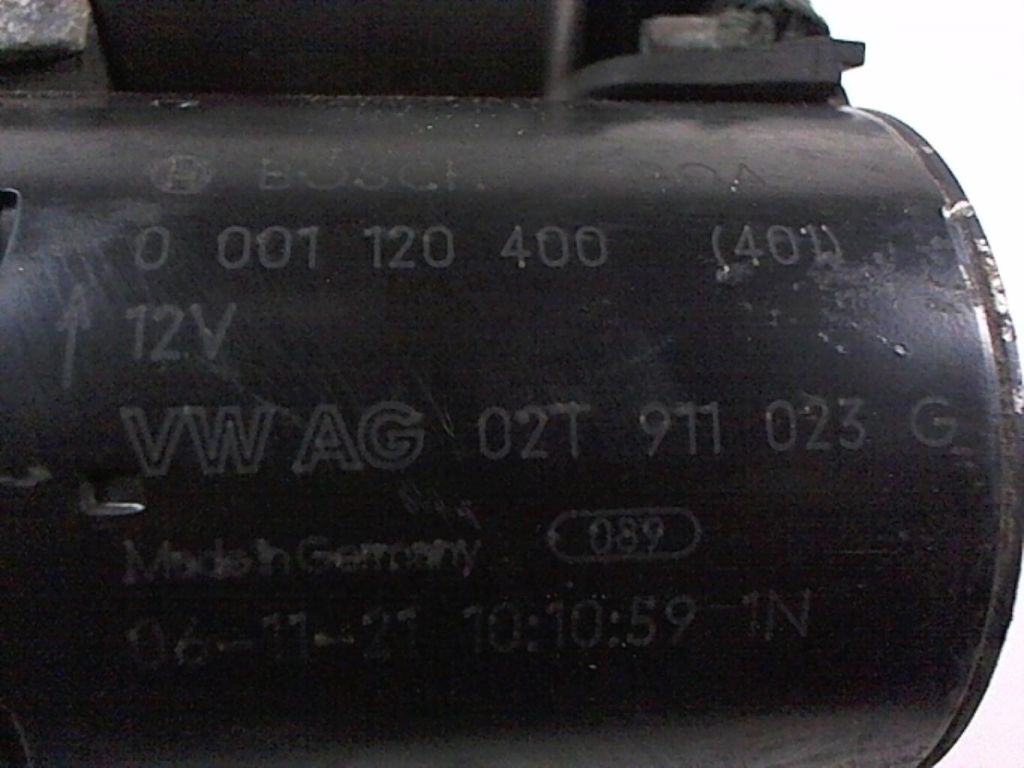 BOSCH
0 001 120 400 (401)
12V
VW AG 02T 911 023 G
Made in Germany 089
06-11-21 10:10:59 1N